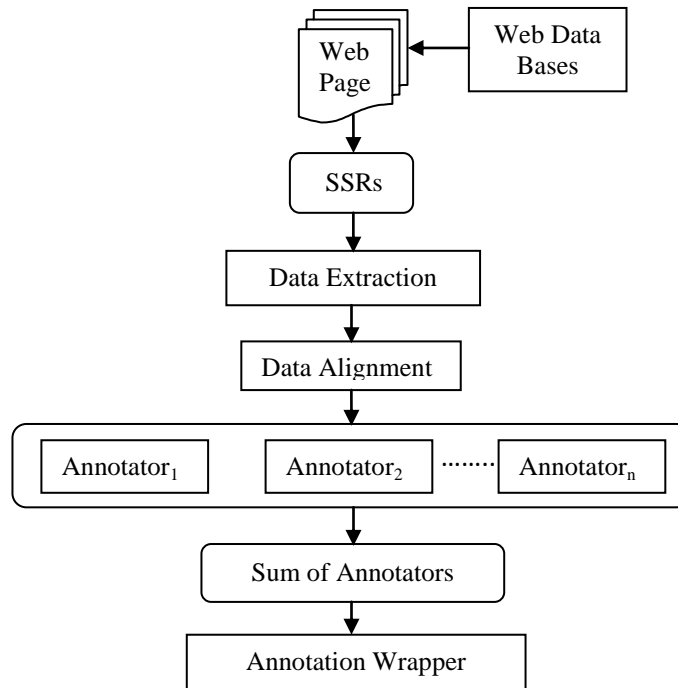 Web
Page
Web Data
Bases
SSRs
Data Extraction
Data Alignment
Annotator₁
Annotator₂
........
Annotatorₙ
Sum of Annotators
Annotation Wrapper